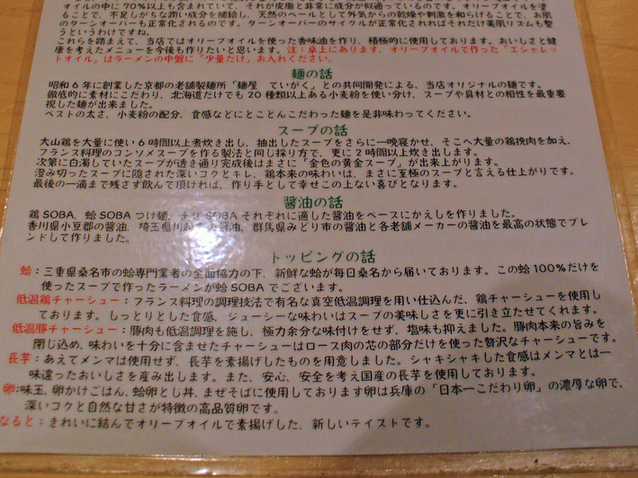 イルの中に70%以上も含まれていて、それが皮脂と非常に成分が似通っているのです。オリーブオイルを塗
ることで、不足しがちな潤い成分を補給し、天然のベールとして外気からの乾燥や刺激を和らげることで、お肌
のターンオーバーも正常化されるのです。ターンオーバーのサイクルが正常化されればそれだけ美肌リズムも整
うというわけですね。
これらを踏まえて、当店ではオリーブオイルを使った香味油を作り、積極的に使用しております。おいしさと健
康を考えたメニューを今後も作りたいと思います。注:卓上にあります、オリーブオイルで作った「エシャレッ
トオイル」はラーメンの中盤に"少量だけ"お入れください。
麺の話
昭和6年に創業した京都の老舗製麺所「麺屋 ていがく」との共同開発による、当店オリジナルの麺です。
徹底的に素材にこだわり、北海道だけでも20種類以上ある小麦粉を使い分け、スープや具材との相性を最重要
視した麺が出来ました。
ベストの太さ、小麦粉の配分、食感などにとことんこだわった麺を是非味わってください。
スープの話
大山鶏を大量に使い6時間以上煮炊き出し、抽出したスープをさらに一晩寝かせ、そこへ大量の鶏挽肉を加え、
フランス料理のコンソメスープを作る製法と同じ採り方で、更に2時間以上炊き出します。
次第に白濁していたスープが透き通り完成後はまさに「金色の黄金スープ」が出来上がります。
澄み切ったスープに隠された深いコクとキレ、鶏本来の味わいは、まさに至極のスープと言える仕上がりです。
最後の一滴まで残さず飲んで頂ければ、作り手として幸せこの上ない喜びとなります。
醤油の話
鶏SOBA、蛤SOBAつけ麺、まぜSOBAそれぞれに適した醤油をベースにかえしを作りました。
香川県小豆郡の醤油、埼玉県川 醤油、群馬県みどり市の醤油と各老舗メーカーの醤油を最高の状態でブレ
ンドして作りました。
トッピングの話
蛤:三重県桑名市の蛤専門業者の全面協力の下、新鮮な蛤が毎日桑名から届いております。この蛤100%だけを
使ったスープで作ったラーメンが蛤SOBAでございます。
低温鶏チャーシュー:フランス料理の調理技法で有名な真空低温調理を用い仕込んだ、鶏チャーシューを使用し
ております。しっとりとした食感、ジューシーな味わいはスープの美味しさを更に引き立たせてくれます。
低温豚チャーシュー:豚肉も低温調理を施し、極力余分な味付けをせず、塩味も抑えました。豚肉本来の旨みを
閉じ込め、味わいを十分に含ませたチャーシューはロース肉の芯の部分だけを使った贅沢なチャーシューです。
長芋:あえてメンマは使用せず、長芋を素揚げしたものを用意しました。シャキシャキした食感はメンマとは一
味違ったおいしさを産み出します。また、安心、安全を考え国産の長芋を使用しております。
卵:味玉、卵かけごはん、蛤卵とじ丼、まぜそばに使用しております卵は兵庫の「日本一こだわり卵」の濃厚な卵で、
深いコクと自然な甘さが特徴の高品質卵です。
なると:きれいに結んでオリーブオイルで素揚げした、新しいテイストです。